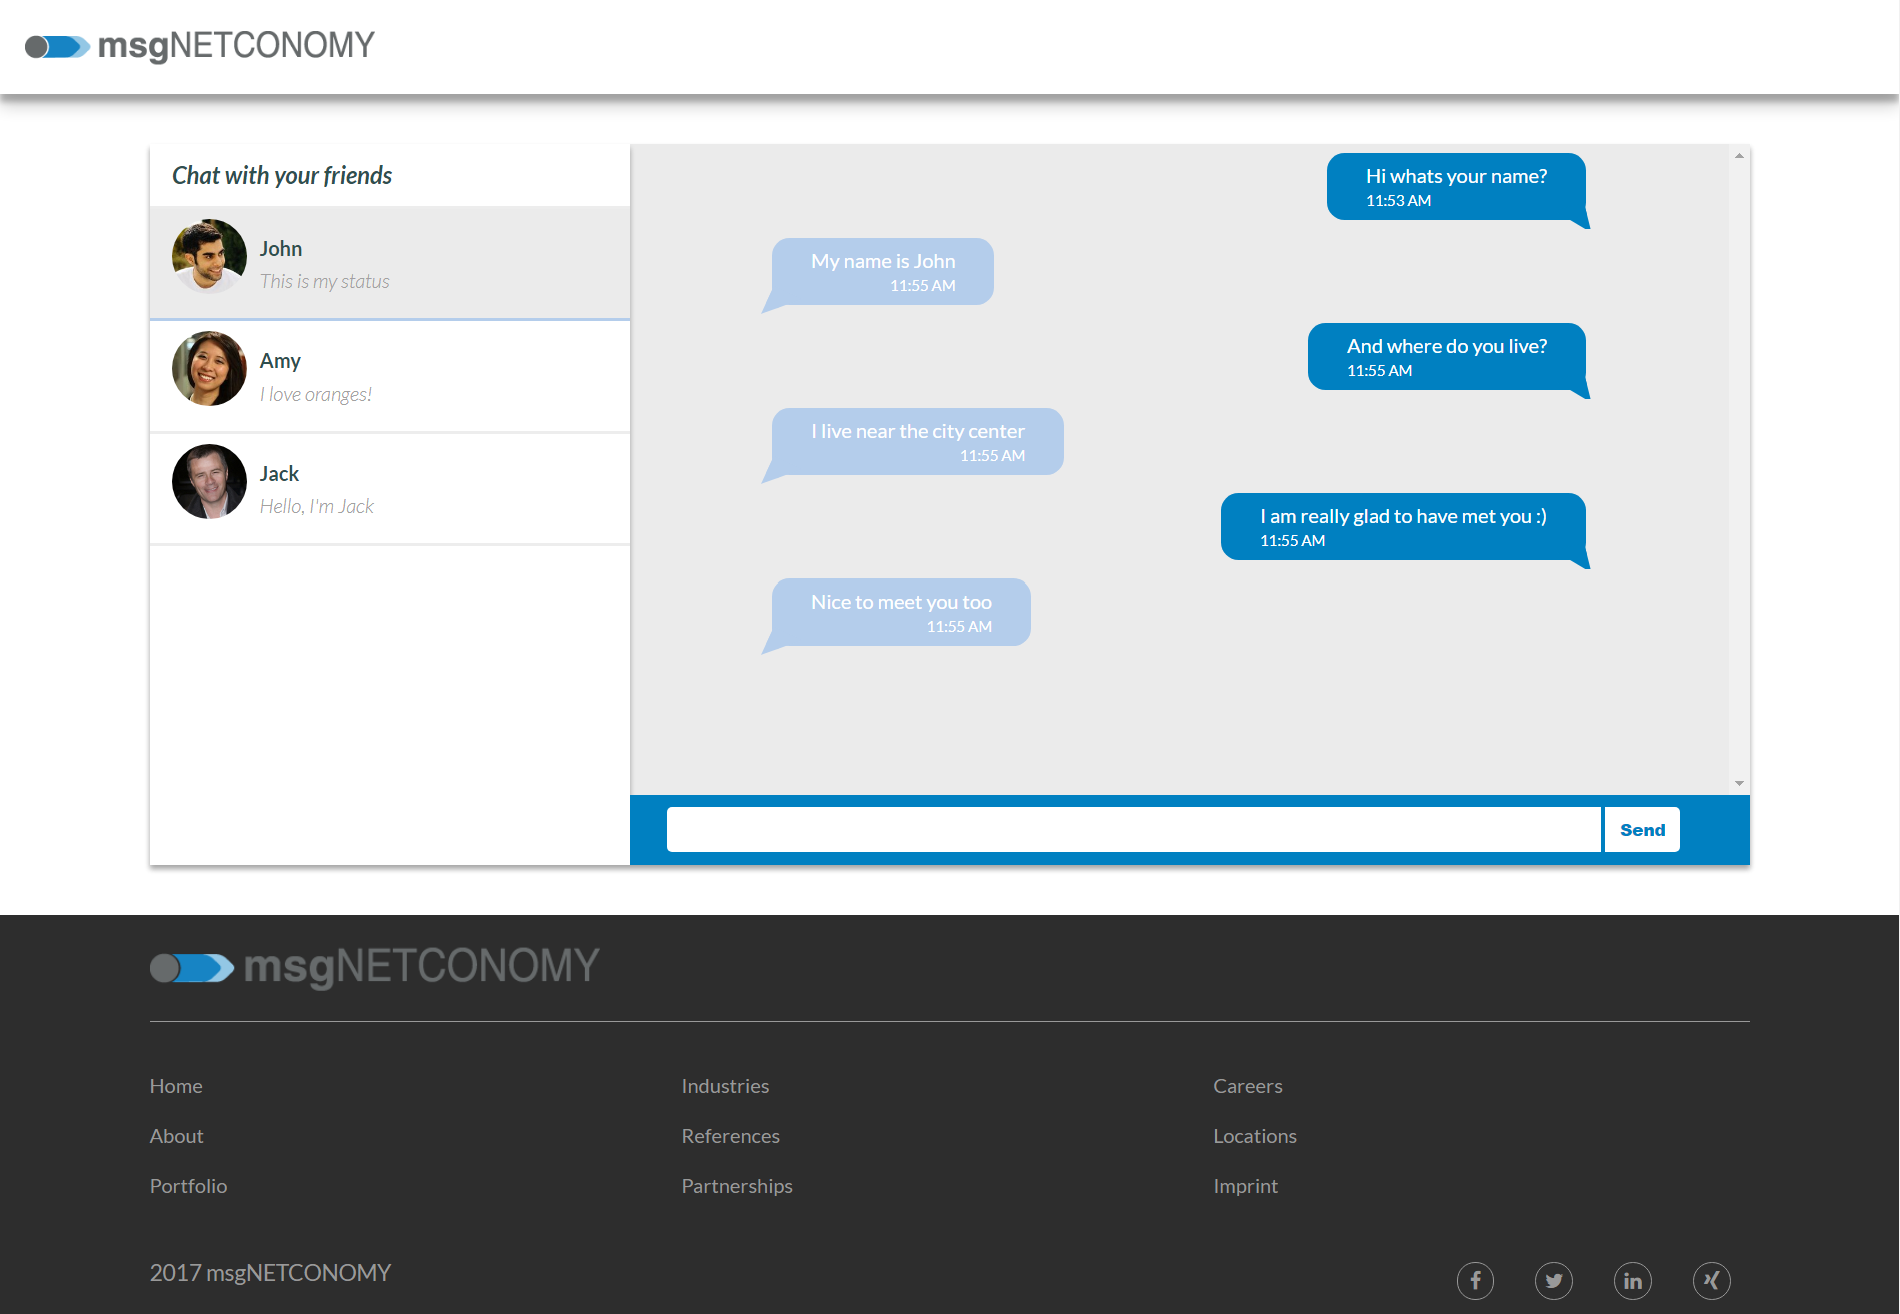 msgNETCONOMY
Chat with your friends
John
This is my status
Amy
I love oranges!
Jack
Hello, I'm Jack
Hi whats your name?
11:53 AM
My name is John
11:55 AM
And where do you live?
11:55 AM
I live near the city center
11:55 AM
I am really glad to have met you :)
11:55 AM
Nice to meet you too
11:55 AM
Send
msgNETCONOMY
Home
Industries
Careers
About
References
Locations
Portfolio
Partnerships
Imprint
2017 msgNETCONOMY